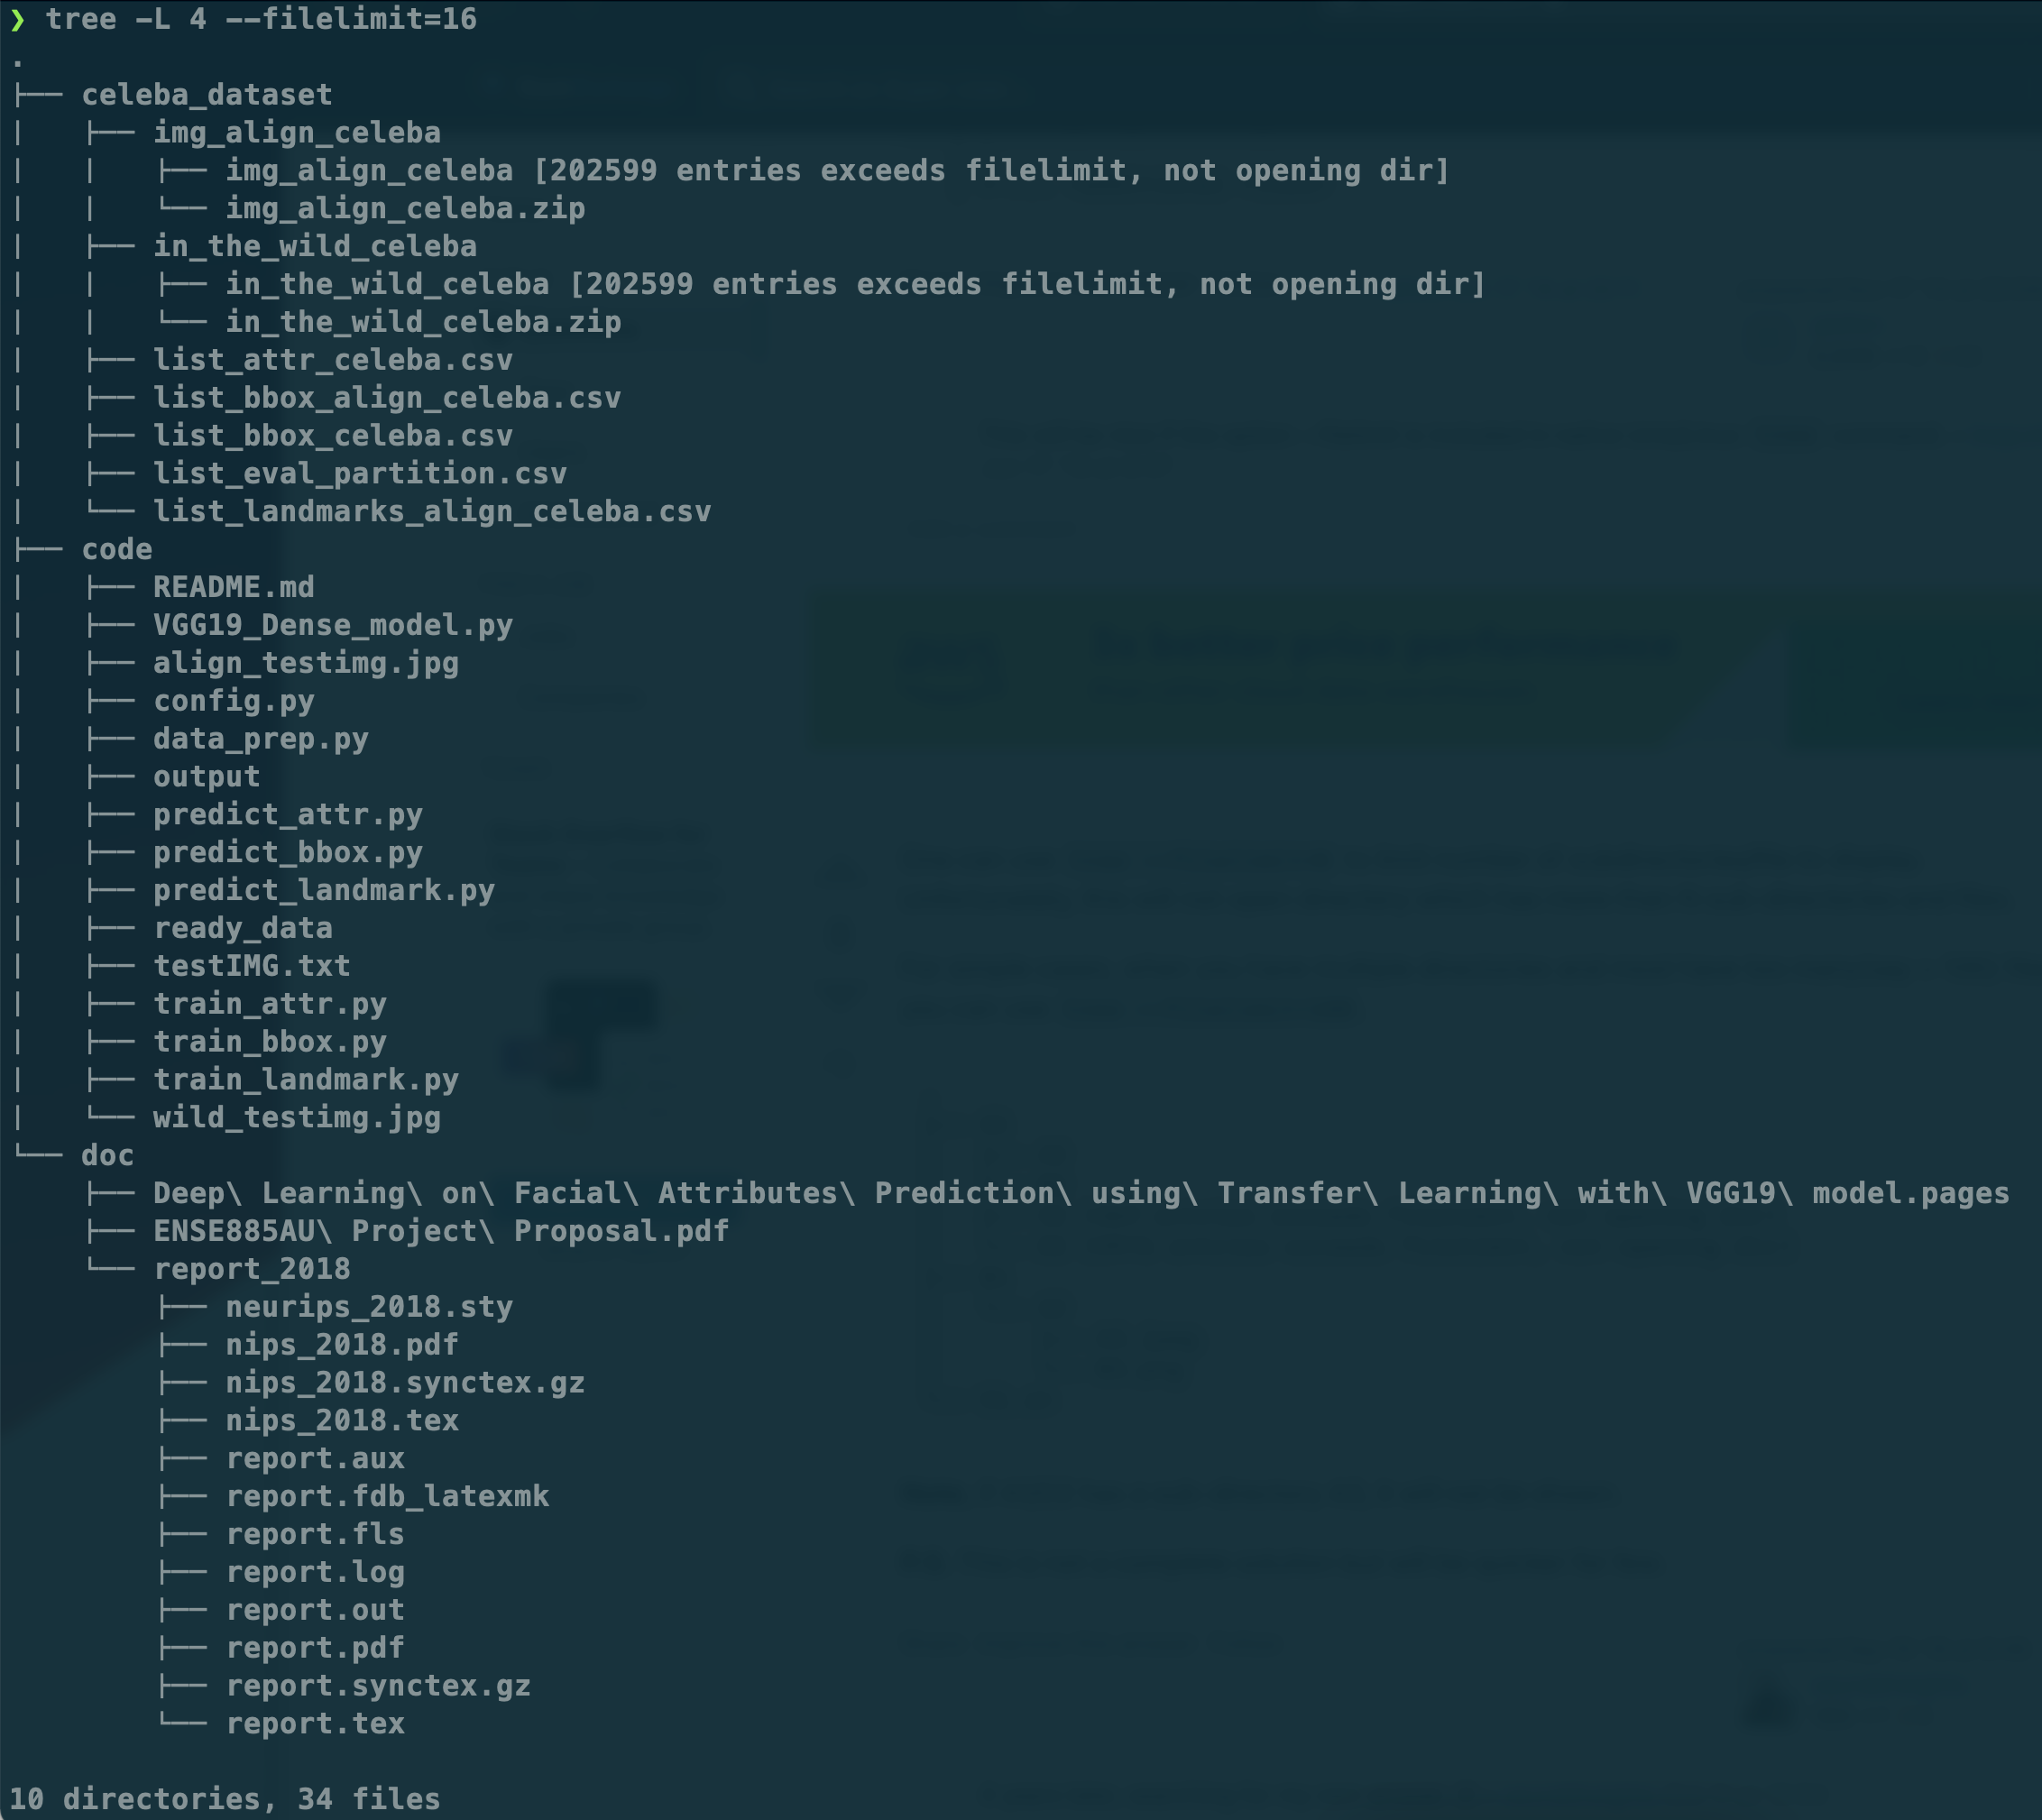 ❯ tree -L 4 --filelimit=16
.
├── celeba_dataset
│   ├── img_align_celeba
│   │   ├── img_align_celeba [202599 entries exceeds filelimit, not opening dir]
│   │   └── img_align_celeba.zip
│   ├── in_the_wild_celeba
│   │   ├── in_the_wild_celeba [202599 entries exceeds filelimit, not opening dir]
│   │   └── in_the_wild_celeba.zip
│   ├── list_attr_celeba.csv
│   ├── list_bbox_align_celeba.csv
│   ├── list_bbox_celeba.csv
│   ├── list_eval_partition.csv
│   └── list_landmarks_align_celeba.csv
├── code
│   ├── README.md
│   ├── VGG19_Dense_model.py
│   ├── align_testimg.jpg
│   ├── config.py
│   ├── data_prep.py
│   ├── output
│   ├── predict_attr.py
│   ├── predict_bbox.py
│   ├── predict_landmark.py
│   ├── ready_data
│   ├── testIMG.txt
│   ├── train_attr.py
│   ├── train_bbox.py
│   ├── train_landmark.py
│   └── wild_testimg.jpg
└── doc
    ├── Deep\ Learning\ on\ Facial\ Attributes\ Prediction\ using\ Transfer\ Learning\ with\ VGG19\ model.pages
    ├── ENSE885AU\ Project\ Proposal.pdf
    └── report_2018
        ├── neurips_2018.sty
        ├── nips_2018.pdf
        ├── nips_2018.synctex.gz
        ├── nips_2018.tex
        ├── report.aux
        ├── report.fdb_latexmk
        ├── report.fls
        ├── report.log
        ├── report.out
        ├── report.pdf
        ├── report.synctex.gz
        └── report.tex
10 directories, 34 files